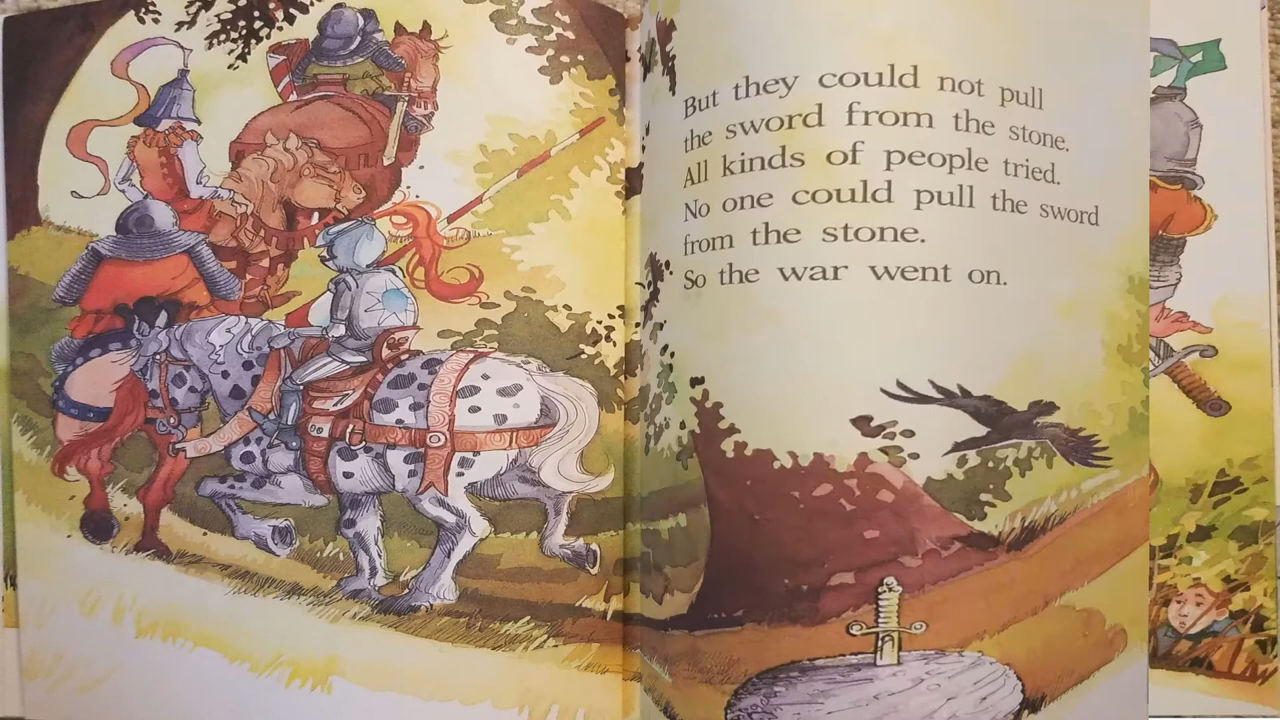 But they could not pull
the sword from the stone.
All kinds of people tried.
No one could pull the sword
from the stone.
So the war went on.